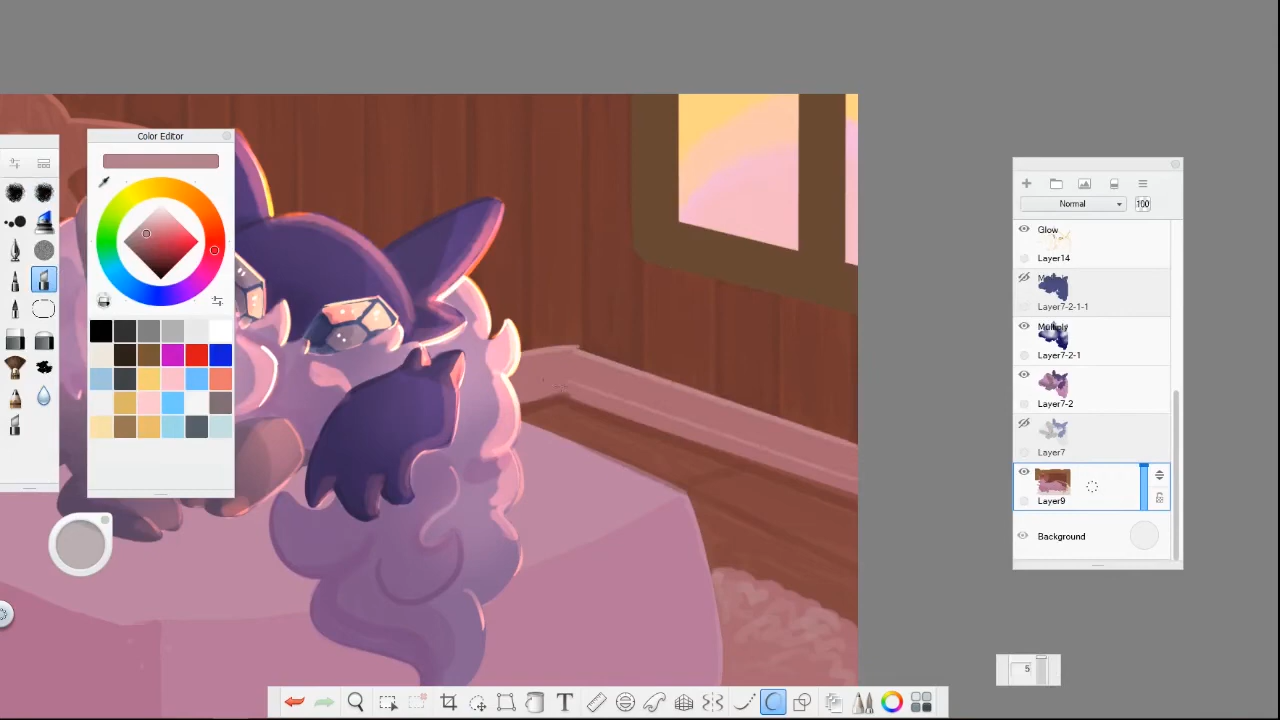 Color Editor
Normal
100
Glow
Layer14
Multiply
Layer7-2-1-1
Multiply
Layer7-2-1
Layer7-2
Layer7
Layer9
Background
5
T